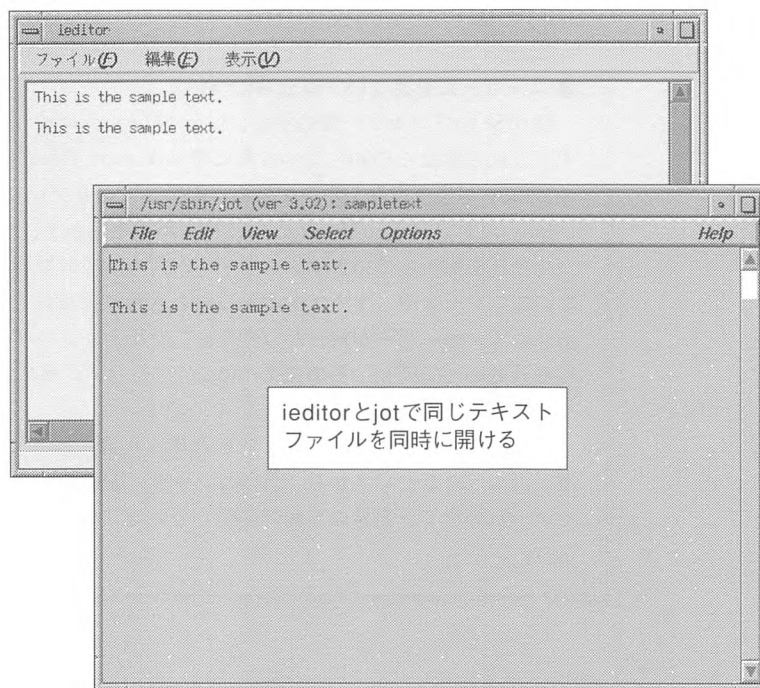 ieditor
ファイル(F) 編集(E) 表示(V)
This is the sample text.
This is the sample text.
/usr/sbin/jot (ver 3.02): sampletext
File Edit View Select Options Help
This is the sample text.
This is the sample text.
ieditorとjotで同じテキスト
ファイルを同時に開ける